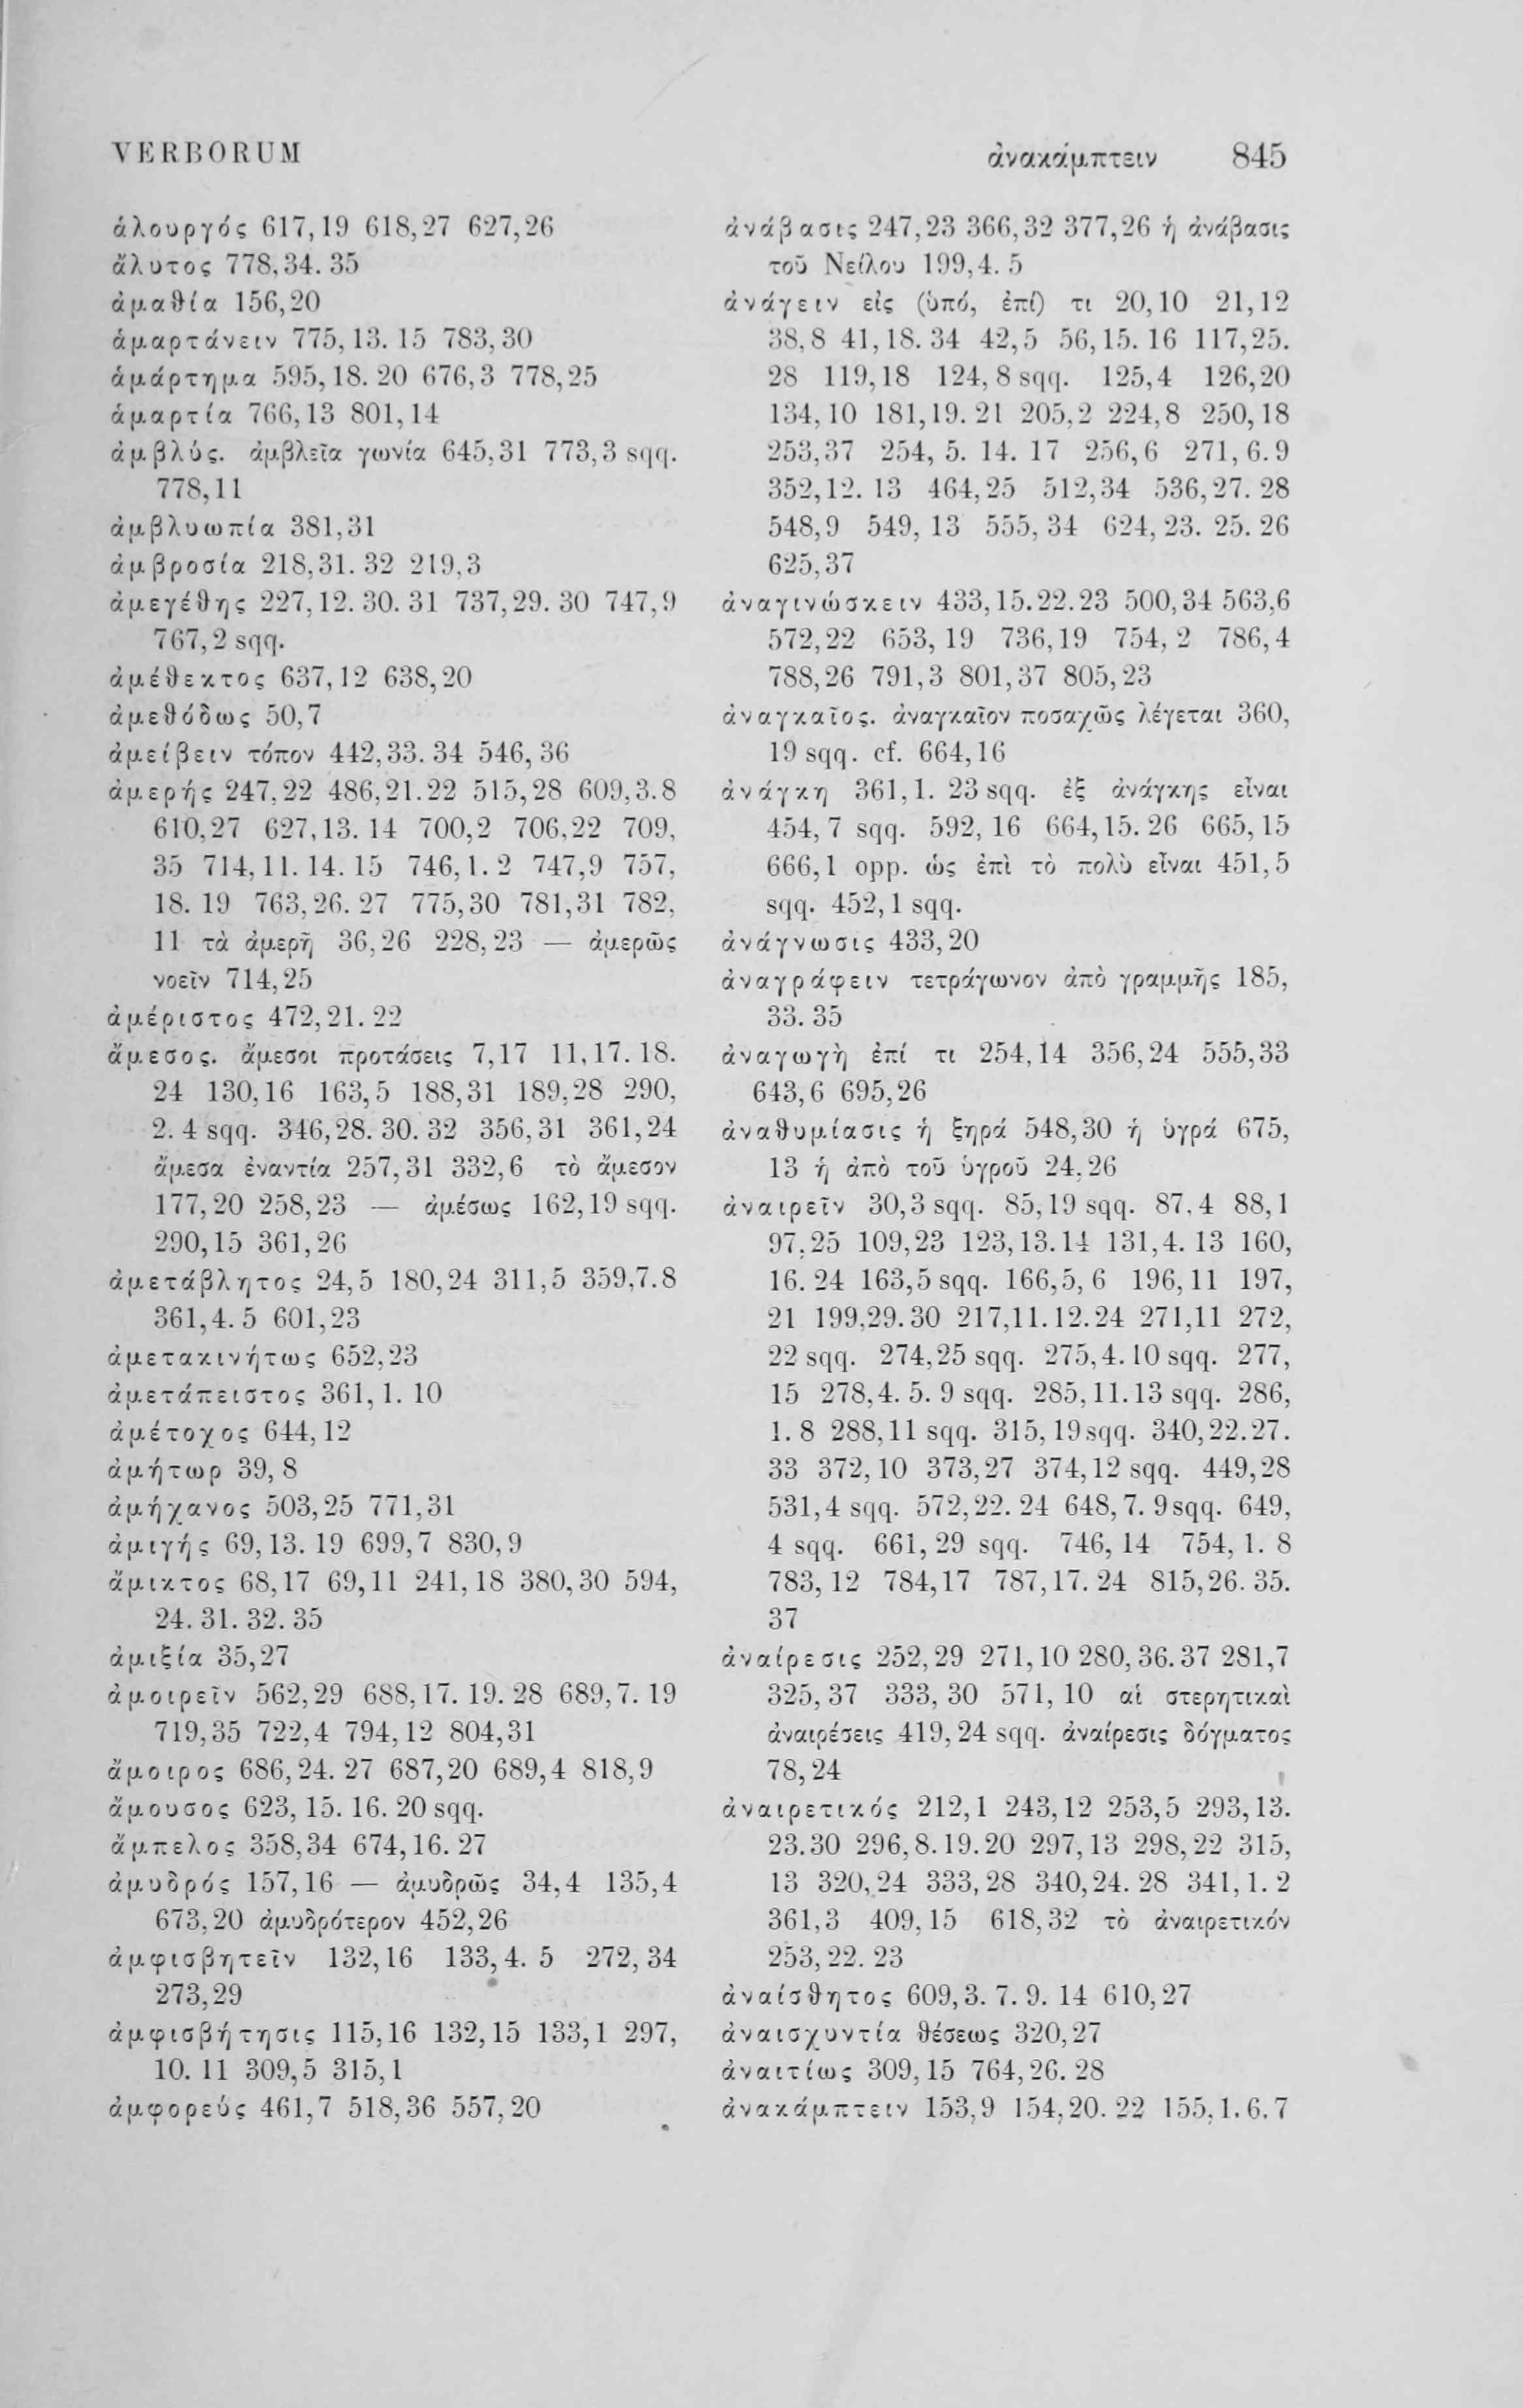 VERBORUM
ἀνακάμπτειν 845
ἁλουργός 617,19 618,27 627,26
ἄλυτος 778,34. 35
ἀμαθία 156,20
ἁμαρτάνειν 775,13. 15 783,30
ἁμάρτημα 595,18. 20 676,3 778,25
ἁμαρτία 766,13 801,14
ἀμβλύς. ἀμβλεῖα γωνία 645,31 773,3 sqq.
778,11
ἀμβλυωπία 381,31
ἀμβροσία 218,31. 32 219,3
ἀμεγέθης 227,12. 30. 31 737,29. 30 747,9
767,2 sqq.
ἀμέθεκτος 637,12 638,20
ἀμεθόδως 50,7
ἀμείβειν τόπον 442,33. 34 546,36
ἀμερής 247,22 486,21.22 515,28 609,3.8
610,27 627,13. 14 700,2 706,22 709,
35 714,11. 14. 15 746,1. 2 747,9 757,
18. 19 763,26. 27 775,30 781,31 782,
11 τὰ ἀμερῆ 36,26 228,23 — ἀμερῶς
νοεῖν 714,25
ἀμέριστος 472,21. 22
ἄμεσος. ἄμεσοι προτάσεις 7,17 11,17. 18.
24 130,16 163,5 188,31 189,28 290,
2. 4 sqq. 346,28. 30. 32 356,31 361,24
ἄμεσα ἐναντία 257,31 332,6 τὸ ἄμεσον
177,20 258,23 — ἀμέσως 162,19 sqq.
290,15 361,26
ἀμετάβλητος 24,5 180,24 311,5 359,7.8
361,4. 5 601,23
ἀμετακινήτως 652,23
ἀμετάπειστος 361,1. 10
ἀμέτοχος 644,12
ἀμήτωρ 39,8
ἀμήχανος 503,25 771,31
ἀμιγής 69,13. 19 699,7 830,9
ἄμικτος 68,17 69,11 241,18 380,30 594,
24. 31. 32. 35
ἀμιξία 35,27
ἀμοιρεῖν 562,29 688,17. 19. 28 689,7. 19
719,35 722,4 794,12 804,31
ἄμοιρος 686,24. 27 687,20 689,4 818,9
ἄμουσος 623,15. 16. 20 sqq.
ἄμπελος 358,34 674,16. 27
ἀμυδρός 157,16 — ἀμυδρῶς 34,4 135,4
673,20 ἀμυδρότερον 452,26
ἀμφισβητεῖν 132,16 133,4. 5 272,34
273,29
ἀμφισβήτησις 115,16 132,15 133,1 297,
10. 11 309,5 315,1
ἀμφορεύς 461,7 518,36 557,20
ἀνάβασις 247,23 366,32 377,26 ἡ ἀνάβασις
τοῦ Νείλου 199,4. 5
ἀνάγειν εἰς (ὑπό, ἐπί) τι 20,10 21,12
38,8 41,18. 34 42,5 56,15. 16 117,25.
28 119,18 124,8 sqq. 125,4 126,20
134,10 181,19. 21 205,2 224,8 250,18
253,37 254, 5. 14. 17 256,6 271,6. 9
352,12. 13 464,25 512,34 536,27. 28
548,9 549,13 555,34 624,23. 25. 26
625,37
ἀναγινώσκειν 433,15.22.23 500,34 563,6
572,22 653,19 736,19 754,2 786,4
788,26 791,3 801,37 805,23
ἀναγκαῖος. ἀναγκαῖον ποσαχῶς λέγεται 360,
19 sqq. cf. 664,16
ἀνάγκη 361,1. 23 sqq. ἐξ ἀνάγκης εἶναι
454,7 sqq. 592,16 664,15. 26 665,15
666,1 opp. ὡς ἐπὶ τὸ πολὺ εἶναι 451,5
sqq. 452,1 sqq.
ἀνάγνωσις 433,20
ἀναγράφειν τετράγωνον ἀπὸ γραμμῆς 185,
33. 35
ἀναγωγὴ ἐπί τι 254,14 356,24 555,33
643,6 695,26
ἀναθυμίασις ἡ ξηρά 548,30 ἡ ὑγρά 675,
13 ἡ ἀπὸ τοῦ ὑγροῦ 24,26
ἀναιρεῖν 30,3 sqq. 85,19 sqq. 87,4 88,1
97,25 109,23 123,13.14 131,4. 13 160,
16. 24 163,5 sqq. 166,5, 6 196,11 197,
21 199,29.30 217,11.12.24 271,11 272,
22 sqq. 274,25 sqq. 275,4. 10 sqq. 277,
15 278,4. 5. 9 sqq. 285,11.13 sqq. 286,
1. 8 288,11 sqq. 315,19 sqq. 340,22.27.
33 372,10 373,27 374,12 sqq. 449,28
531,4 sqq. 572,22. 24 648,7. 9 sqq. 649,
4 sqq. 661,29 sqq. 746,14 754,1. 8
783,12 784,17 787,17. 24 815,26. 35.
37
ἀναίρεσις 252,29 271,10 280,36.37 281,7
325,37 333,30 571,10 αἱ στερητικαὶ
ἀναιρέσεις 419,24 sqq. ἀναίρεσις δόγματος
78,24
ἀναιρετικός 212,1 243,12 253,5 293,13.
23.30 296,8.19.20 297,13 298,22 315,
13 320,24 333,28 340,24. 28 341,1. 2
361,3 409,15 618,32 τὸ ἀναιρετικόν
253,22. 23
ἀναίσθητος 609,3. 7. 9. 14 610,27
ἀναισχυντία θέσεως 320,27
ἀναιτίως 309,15 764,26. 28
ἀνακάμπτειν 153,9 154,20. 22 155,1. 6. 7